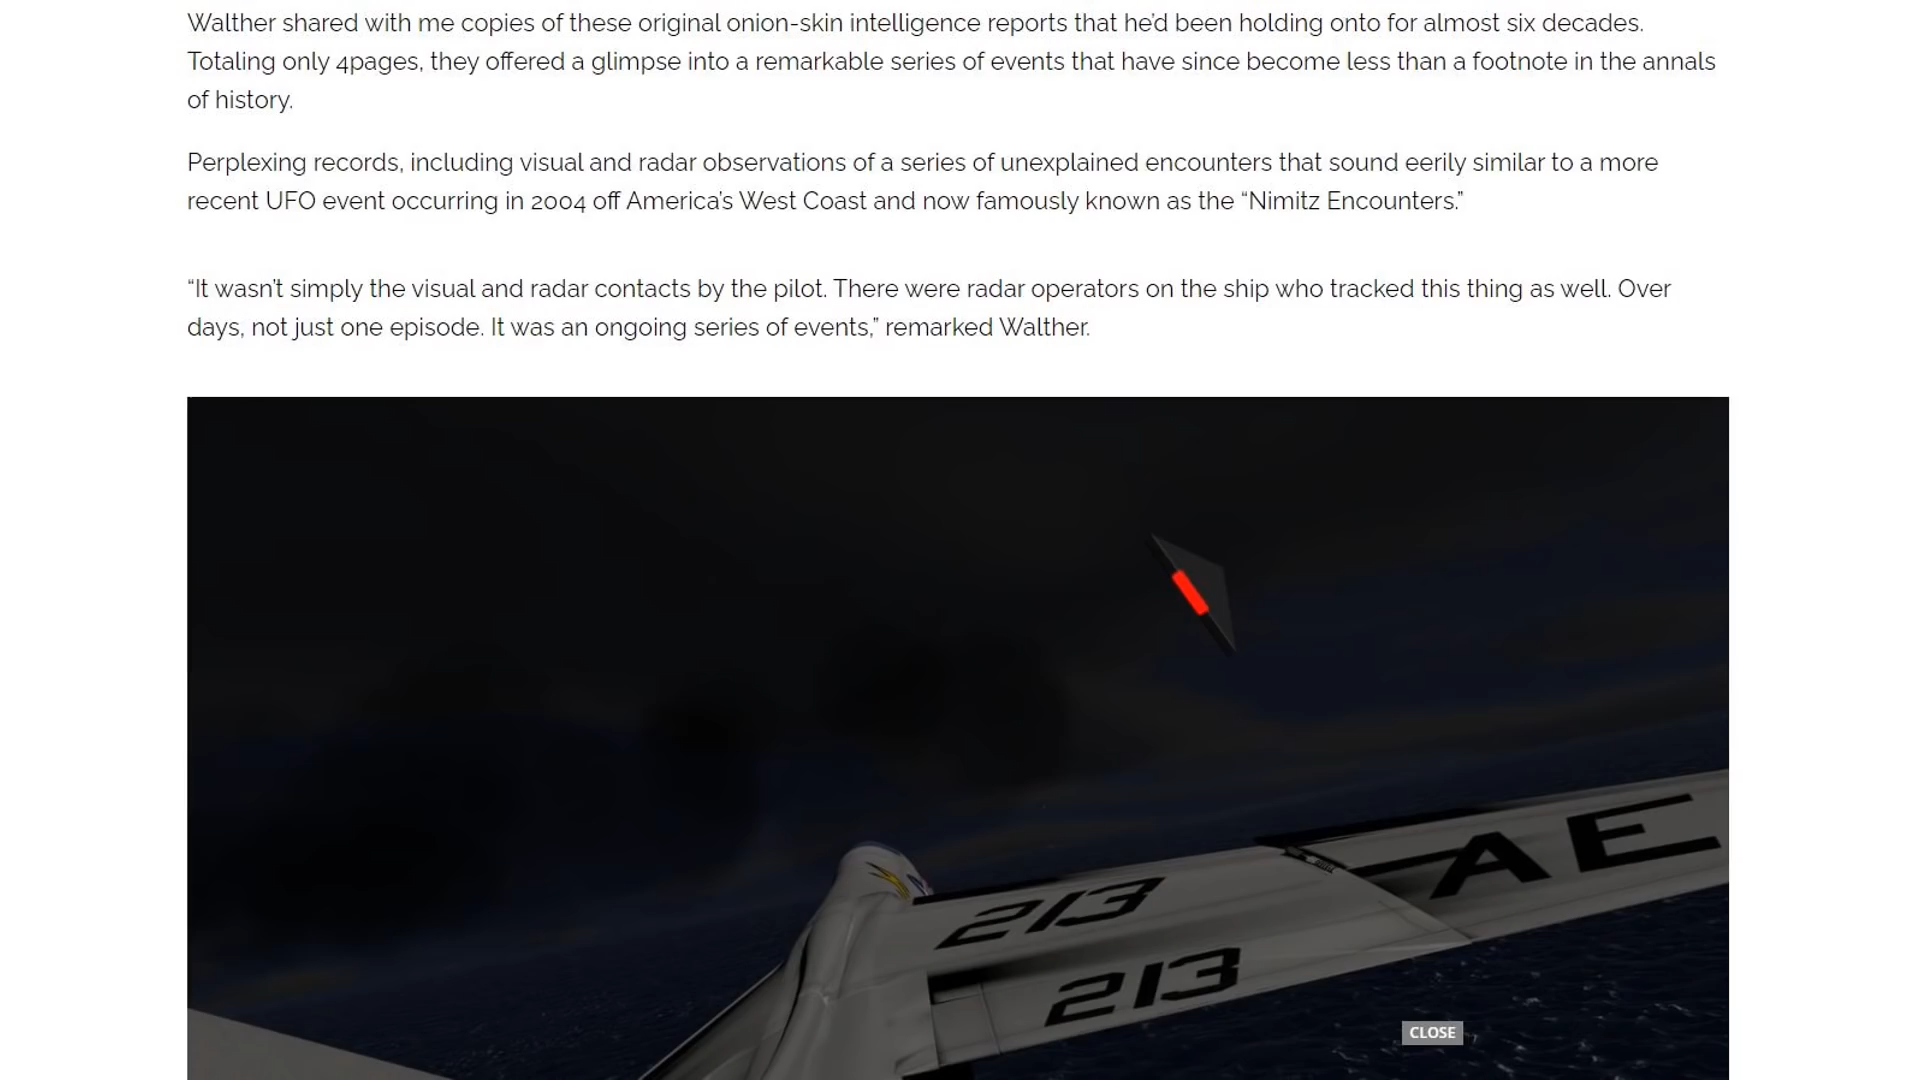 Walther shared with me copies of these original onion-skin intelligence reports that he’d been holding onto for almost six decades.
Totaling only 4pages, they offered a glimpse into a remarkable series of events that have since become less than a footnote in the annals
of history.
Perplexing records, including visual and radar observations of a series of unexplained encounters that sound eerily similar to a more
recent UFO event occurring in 2004 off America’s West Coast and now famously known as the “Nimitz Encounters.”
“It wasn’t simply the visual and radar contacts by the pilot. There were radar operators on the ship who tracked this thing as well. Over
days, not just one episode. It was an ongoing series of events,” remarked Walther.
AE
213
213
CLOSE